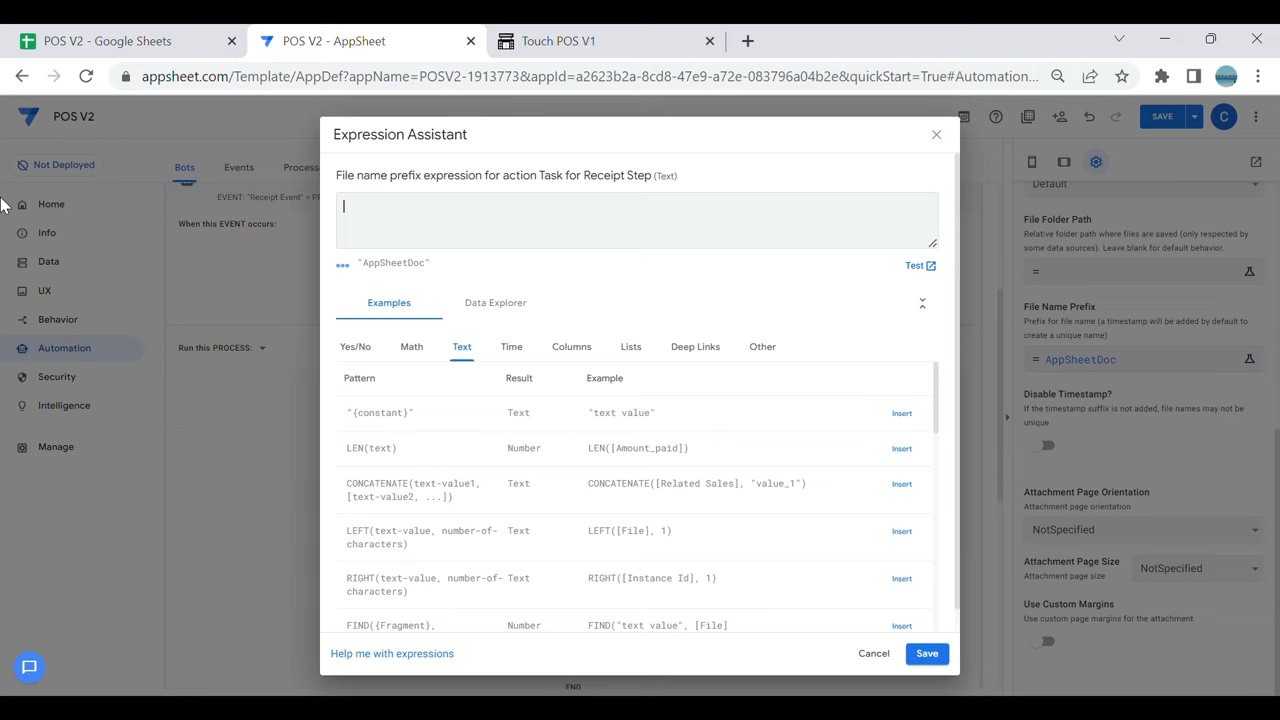 POS V2 - Google Sheets
POS V2 - AppSheet
Touch POS V1
appsheet.com/Template/AppDef?appName=POSV2-1913773&appId=a2623b2a-8cd8-47e9-a72e-083796a04b2e&quickStart=True#Automation...
POS V2
SAVE
C
Not Deployed
Home
Info
Data
UX
Behavior
Automation
Security
Intelligence
Manage
Bots
Events
Process
EVENT: "Receipt Event" > PR
When this EVENT occurs:
Run this PROCESS:
END
Expression Assistant
File name prefix expression for action Task for Receipt Step (Text)
"AppSheetDoc"
Test
Examples
Data Explorer
Yes/No
Math
Text
Time
Columns
Lists
Deep Links
Other
Pattern
Result
Example
"{constant}"
Text
"text value"
Insert
LEN(text)
Number
LEN([Amount_paid])
Insert
CONCATENATE(text-value1,
[text-value2, ...])
Text
CONCATENATE([Related Sales], "value_1")
Insert
LEFT(text-value, number-of-
characters)
Text
LEFT([File], 1)
Insert
RIGHT(text-value, number-of-
characters)
Text
RIGHT([Instance Id], 1)
Insert
FIND({Fragment},
Number
FIND("text value", [File]
Insert
Help me with expressions
Cancel
Save
Default
File Folder Path
Relative folder path where files are saved (only respected by
some data sources). Leave blank for default behavior.
=
File Name Prefix
Prefix for file name (a timestamp will be added by default to
create a unique name)
= AppSheetDoc
Disable Timestamp?
If the timestamp suffix is not added, file names may not be
unique
Attachment Page Orientation
Attachment page orientation
NotSpecified
Attachment Page Size
Attachment page size
NotSpecified
Use Custom Margins
Use custom page margins for the attachment